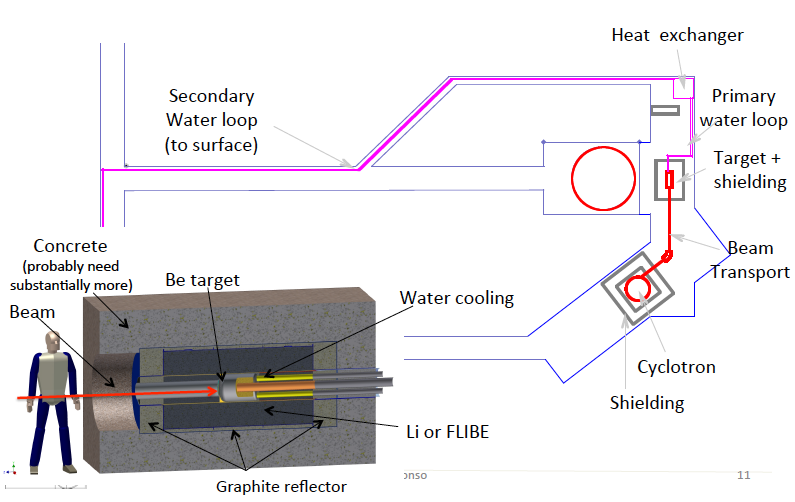 Heat exchanger
Secondary
Water loop
(to surface)
Primary
water loop
Target +
shielding
Concrete
(probably need
substantially more)
Be target
Beam
Transport
Water cooling
Beam
Cyclotron
Shielding
Li or FLIBE
Graphite reflector
onso
11